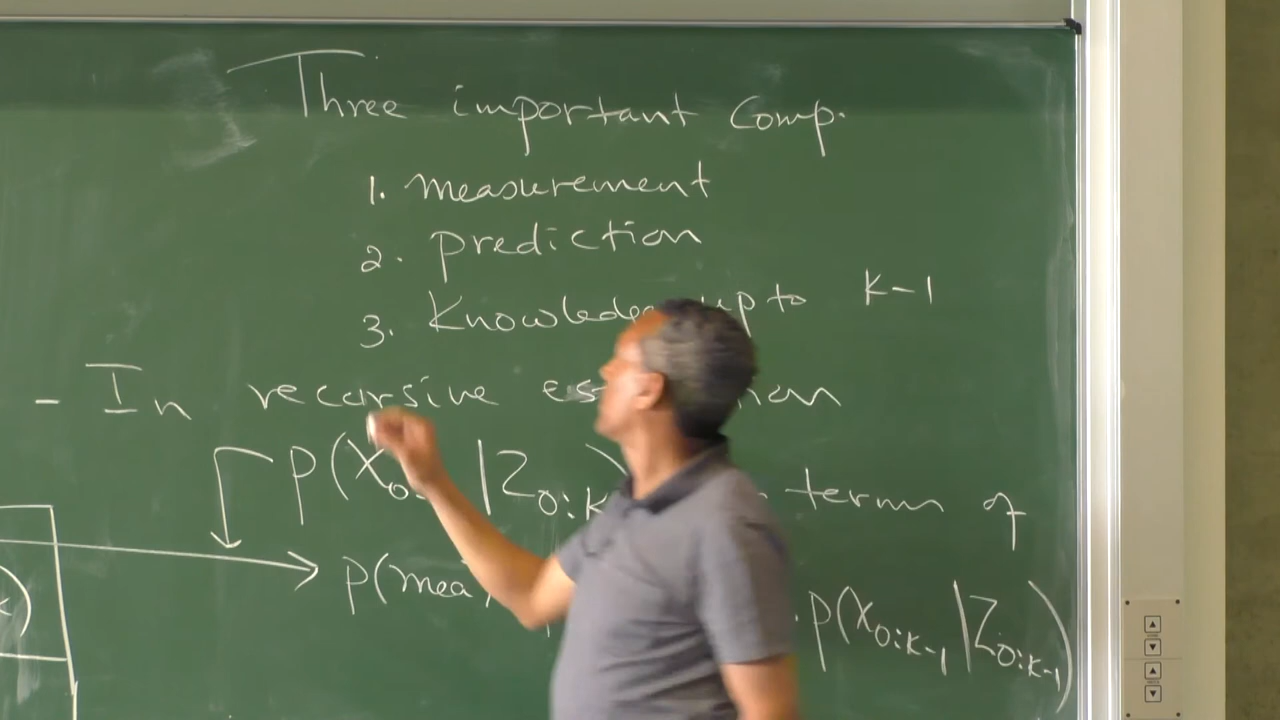 Three important Comp.
1. measurement
2. prediction
3. Knowledge up to K-1
- In recursive
p(X0: |Z0:k) terms of
p(mea) .p(X0:k-1|Z0:k-1)
k)